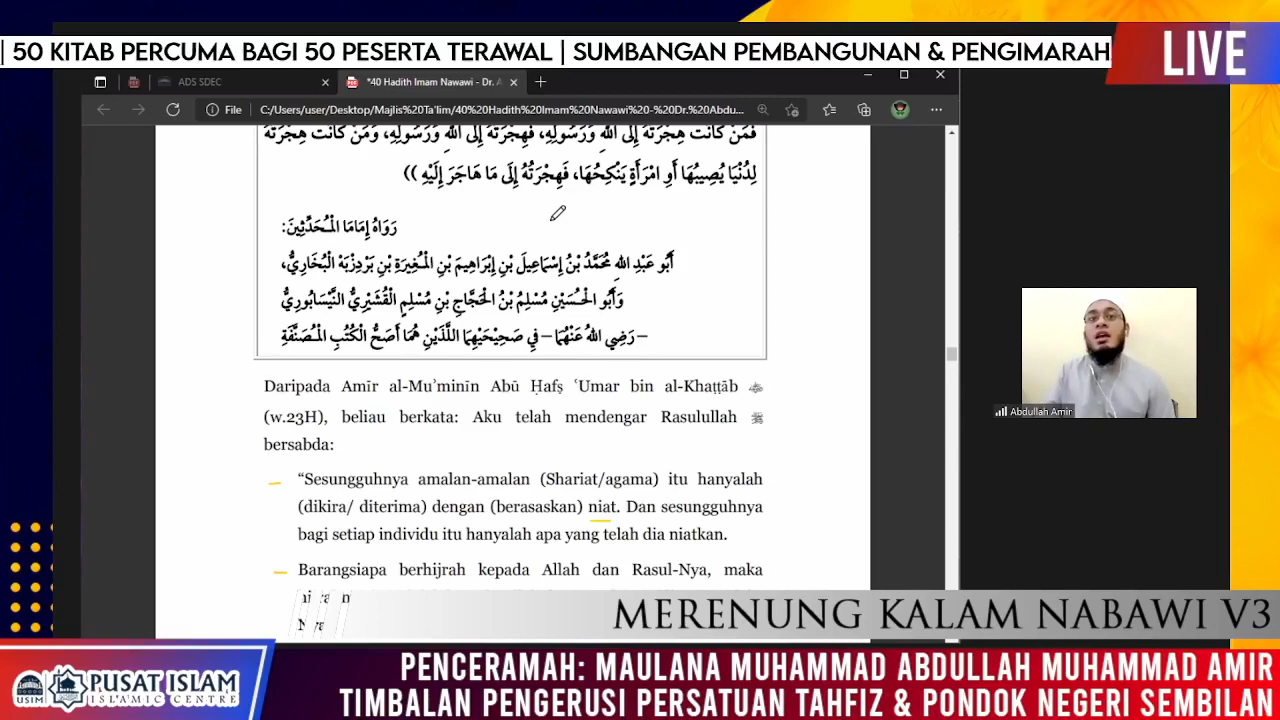 | 50 KITAB PERCUMA BAGI 50 PESERTA TERAWAL | SUMBANGAN PEMBANGUNAN & PENGIMARAH
LIVE
ADS SDEC
*40 Hadith Imam Nawawi - Dr. A
File
C:/Users/user/Desktop/Majlis%20Ta'lim/40%20Hadith%20Imam%20Nawawi%20-%20Dr.%20Abdu...
فَمَنْ كَانَتْ هِجْرَتُهُ إِلَى اللهِ وَرَسُولِهِ، فَهِجْرَتُهُ إِلَى اللهِ وَرَسُولِهِ، وَمَنْ كَانَتْ هِجْرَتُهُ
لِدُنْيَا يُصِيبُهَا أَوِ امْرَأَةٍ يَنْكِحُهَا، فَهِجْرَتُهُ إِلَى مَا هَاجَرَ إِلَيْهِ ))
رَوَاهُ إِمَامَا الْمُحَدِّثِينَ:
أَبُو عَبْدِ اللهِ مُحَمَّدُ بْنُ إِسْمَاعِيلَ بْنِ إِبْرَاهِيمَ بْنِ الْمُغِيرَةِ بْنِ بَرْدِزْبَهْ الْبُخَارِيُّ،
وَأَبُو الْحُسَيْنِ مُسْلِمُ بْنُ الْحَجَّاجِ بْنِ مُسْلِمٍ الْقُشَيْرِيُّ النَّيْسَابُورِيُّ
– رَضِي اللهُ عَنْهُمَا – فِي صَحِيْحَيْهِمَا اللَّذَيْنِ هُمَا أَصَحُّ الْكُتُبِ الْمُصَنَّفَةِ
Daripada Amīr al-Mu’minīn Abū Ḥafṣ ‘Umar bin al-Khaṭṭāb
(w.23H), beliau berkata: Aku telah mendengar Rasulullah ﷺ
bersabda:
“Sesungguhnya amalan-amalan (Shariat/agama) itu hanyalah
(dikira/ diterima) dengan (berasaskan) niat. Dan sesungguhnya
bagi setiap individu itu hanyalah apa yang telah dia niatkan.
Barangsiapa berhijrah kepada Allah dan Rasul-Nya, maka
Abdullah Amir
MERENUNG KALAM NABAWI V3
USIM
PUSAT ISLAM
ISLAMIC CENTRE
PENCERAMAH: MAULANA MUHAMMAD ABDULLAH MUHAMMAD AMIR
TIMBALAN PENGERUSI PERSATUAN TAHFIZ & PONDOK NEGERI SEMBILAN